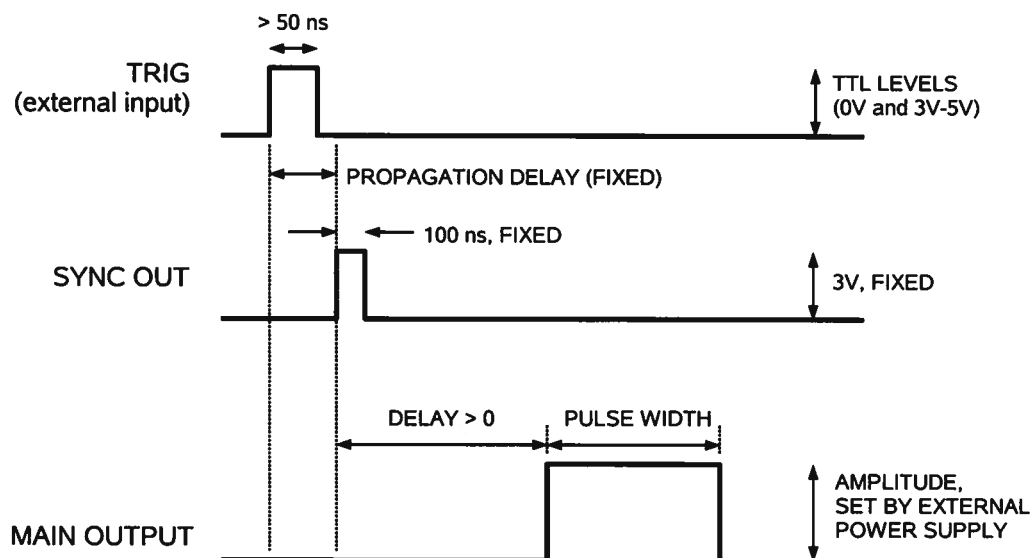 > 50 ns
TRIG
(external input)
TTL LEVELS
(0V and 3V-5V)
PROPAGATION DELAY (FIXED)
100 ns, FIXED
SYNC OUT
3V, FIXED
DELAY > 0
PULSE WIDTH
AMPLITUDE,
SET BY EXTERNAL
POWER SUPPLY
MAIN OUTPUT